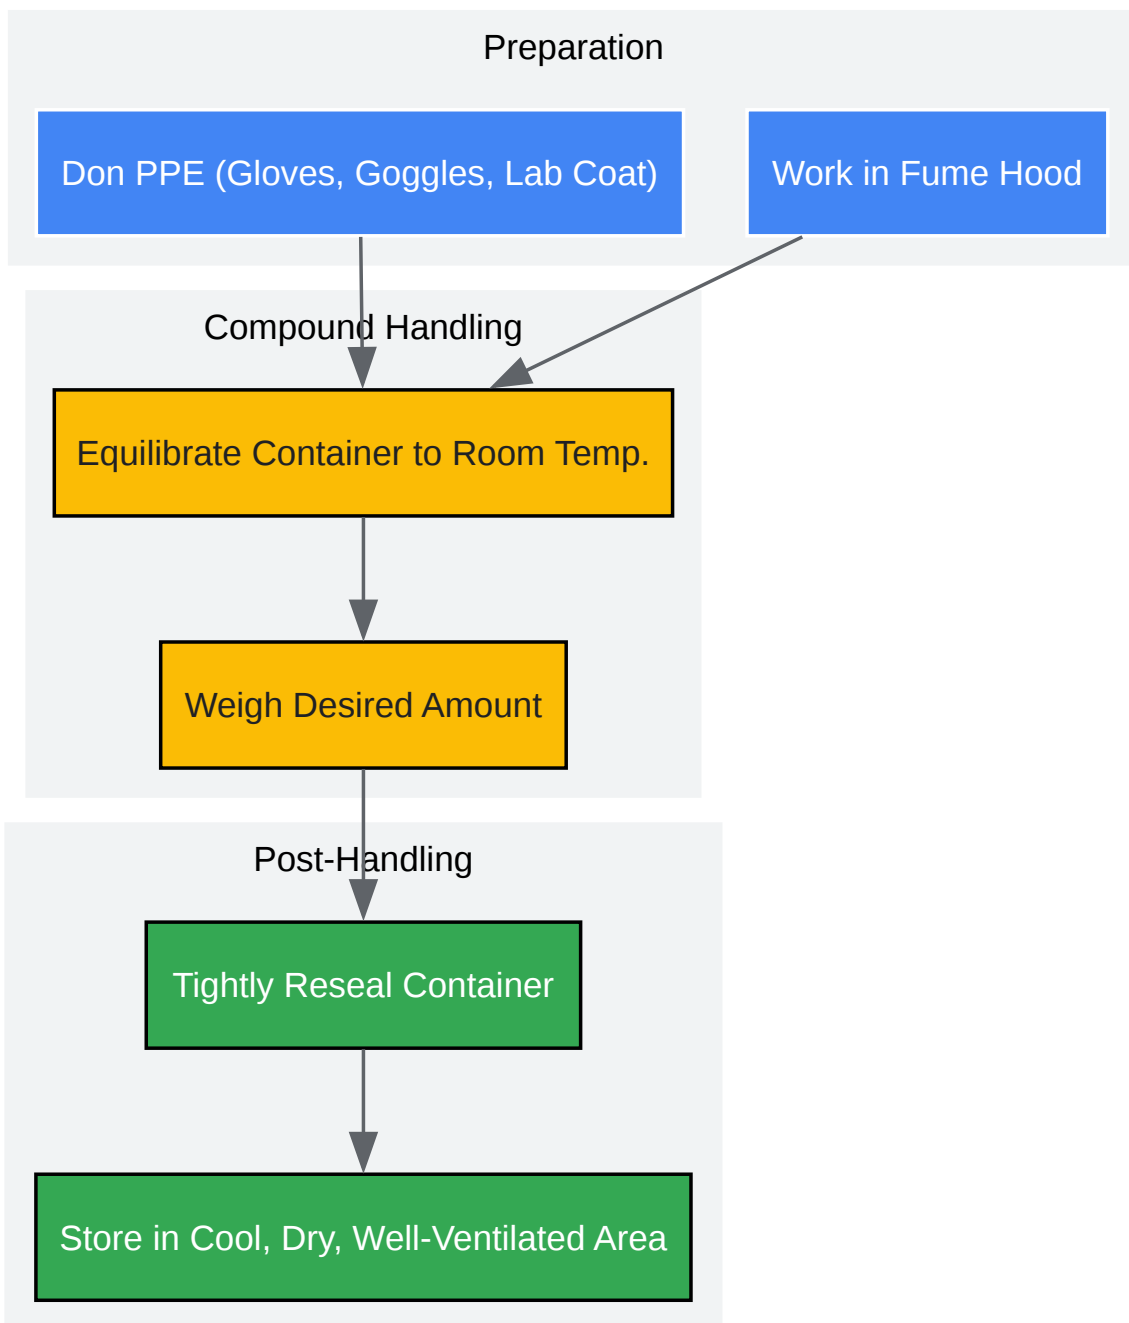 Preparation
Don PPE (Gloves, Goggles, Lab Coat)
Work in Fume Hood
Compound Handling
Equilibrate Container to Room Temp.
Weigh Desired Amount
Post-Handling
Tightly Reseal Container
Store in Cool, Dry, Well-Ventilated Area